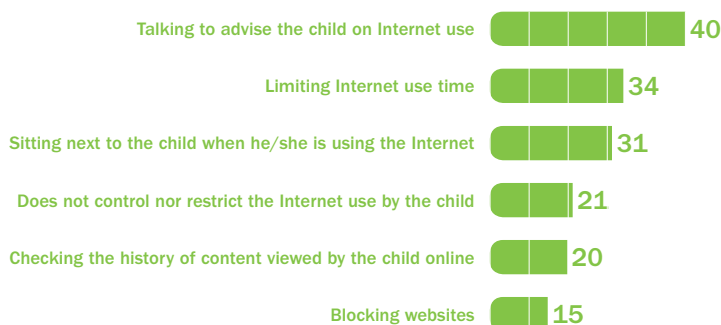 Talking to advise the child on Internet use 40
Limiting Internet use time 34
Sitting next to the child when he/she is using the Internet 31
Does not control nor restrict the Internet use by the child 21
Checking the history of content viewed by the child online 20
Blocking websites 15